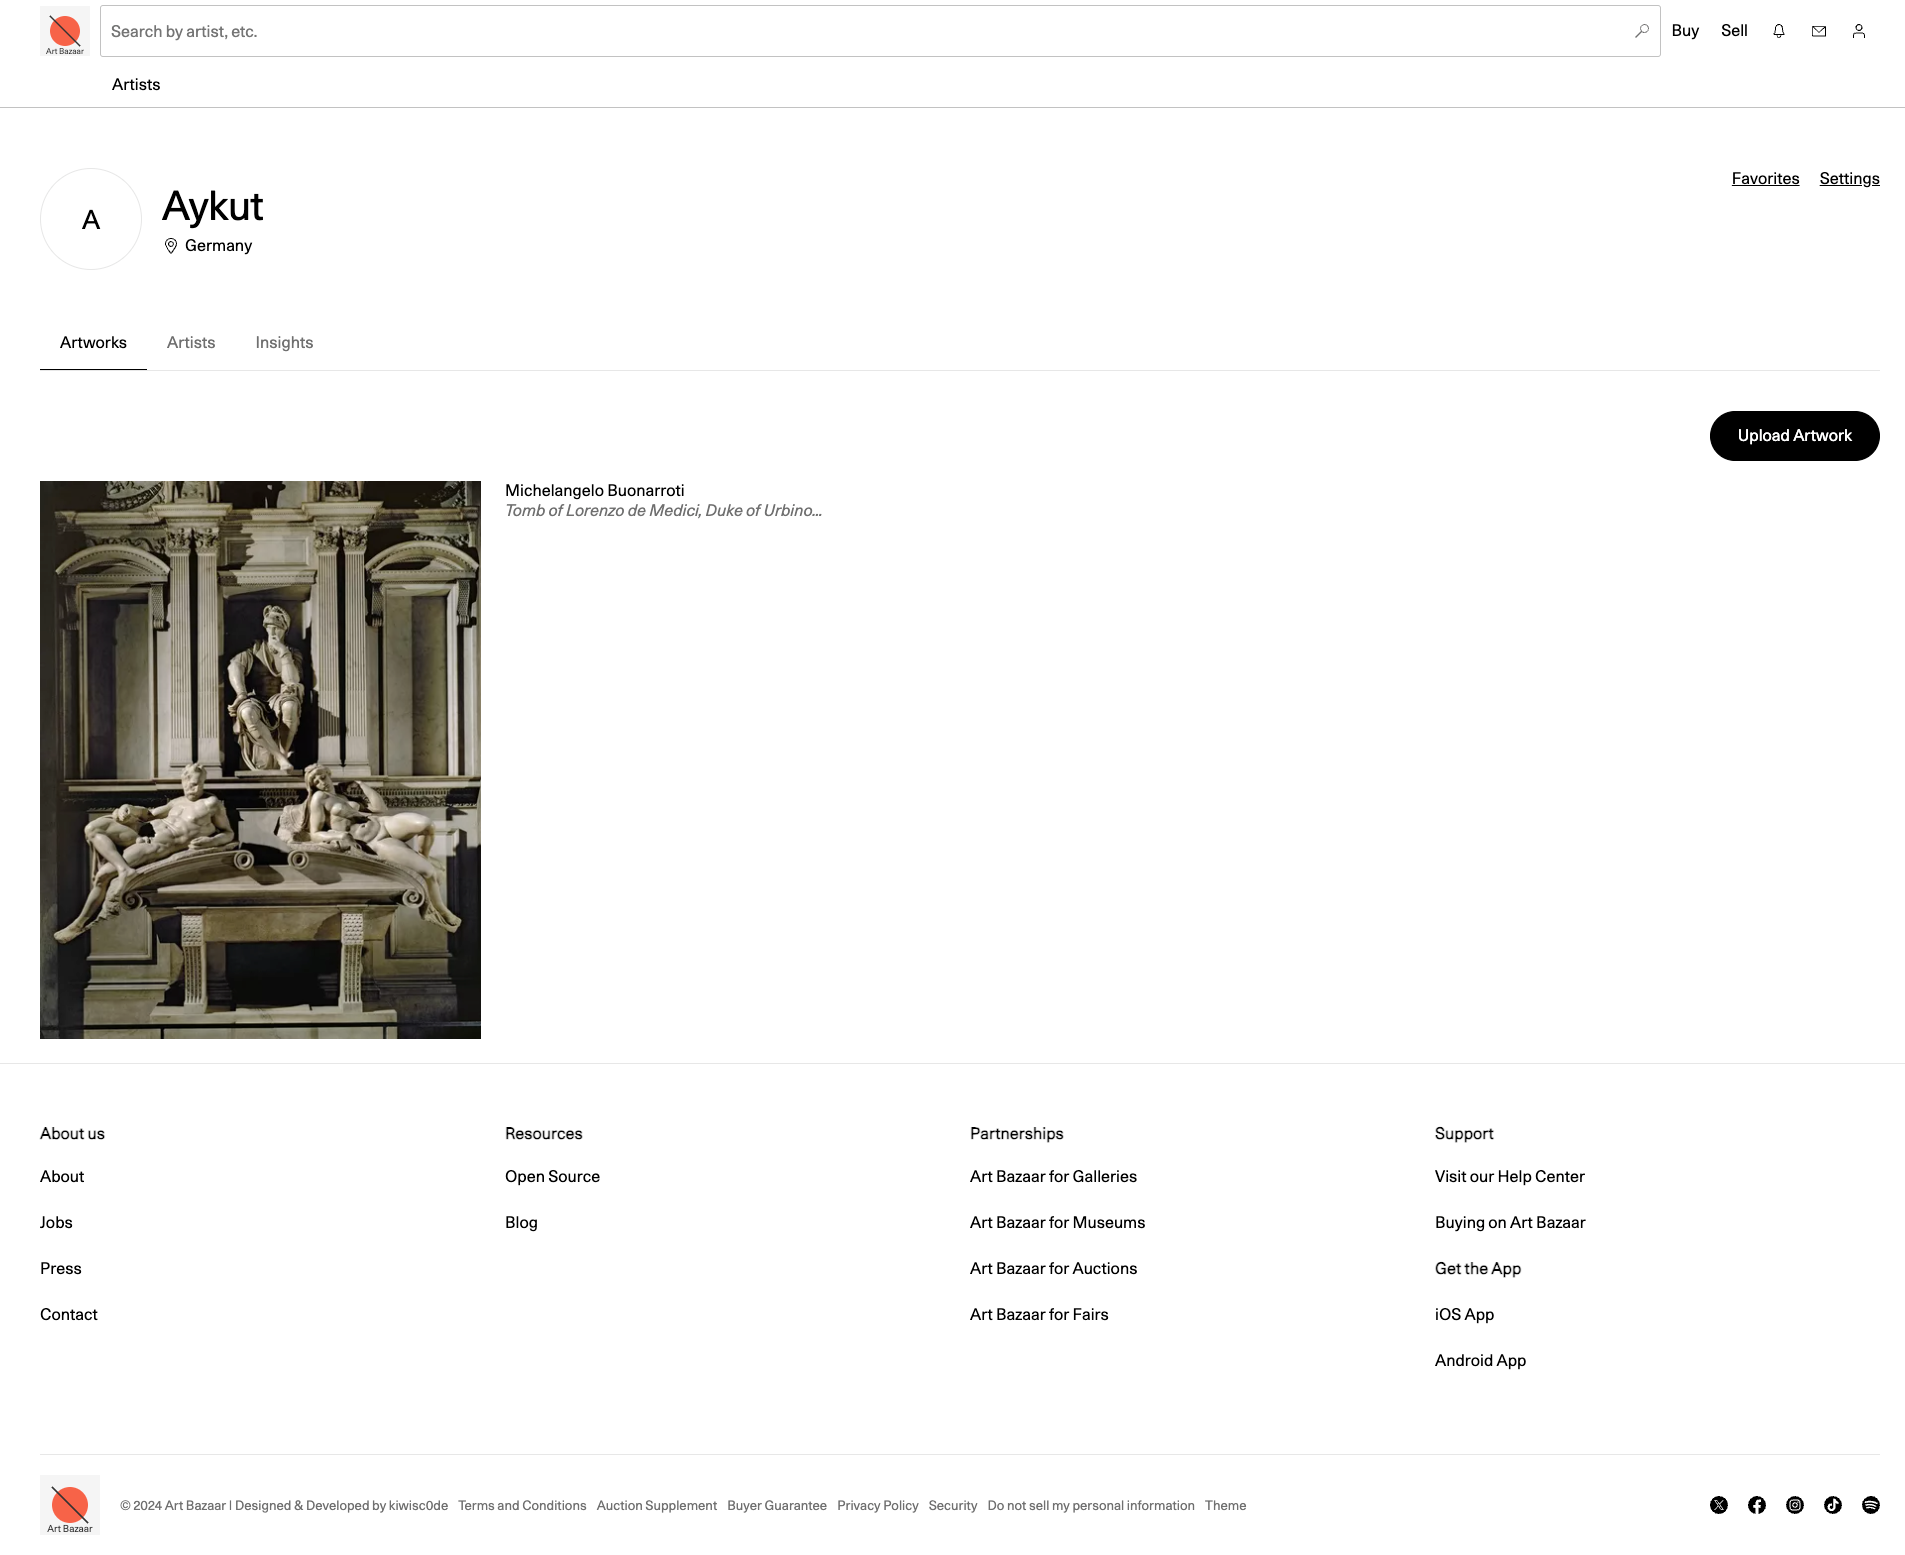 Art Bazaar
Search by artist, etc.
Buy
Sell
Artists
A
Aykut
Germany
Favorites
Settings
Artworks
Artists
Insights
Upload Artwork
Michelangelo Buonarroti
Tomb of Lorenzo de Medici, Duke of Urbino...
About us
About
Jobs
Press
Contact
Resources
Open Source
Blog
Partnerships
Art Bazaar for Galleries
Art Bazaar for Museums
Art Bazaar for Auctions
Art Bazaar for Fairs
Support
Visit our Help Center
Buying on Art Bazaar
Get the App
iOS App
Android App
Art Bazaar
© 2024 Art Bazaar | Designed & Developed by kiwisc0de
Terms and Conditions
Auction Supplement
Buyer Guarantee
Privacy Policy
Security
Do not sell my personal information
Theme